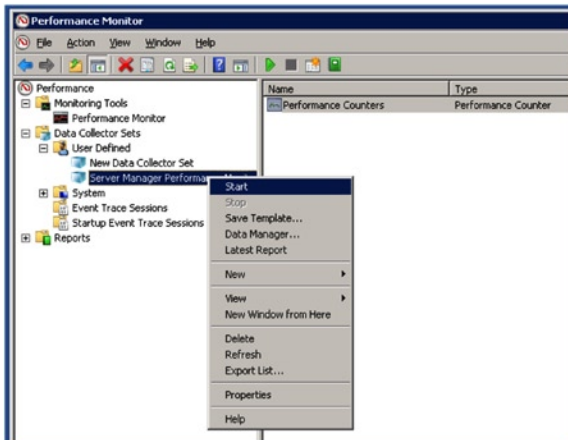 Performance Monitor
File Action View Window Help
Performance
Monitoring Tools
Performance Monitor
Data Collector Sets
User Defined
New Data Collector Set
Server Manager Performance
System
Event Trace Sessions
Startup Event Trace Sessions
Reports
Name Type
Performance Counters Performance Counter
Start
Stop
Save Template...
Data Manager...
Latest Report
New
View
New Window from Here
Delete
Refresh
Export List...
Properties
Help